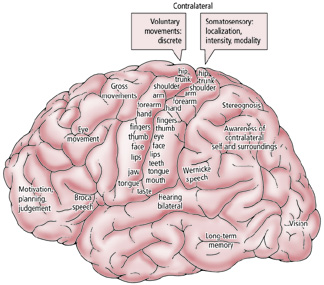 Contralateral
Voluntary
movements:
discrete
Somatosensory:
localization,
intensity, modality
hip
trunk
shoulder
arm
forearm
hand
fingers
thumb
face
lips
jaw
tongue
hip
trunk
shoulder
arm
forearm
hand
fingers
thumb
eye
face
lips
teeth
tongue
mouth
taste
Gross
movements
Eye
movement
Motivation,
planning,
judgement
Broca
speech
Stereognosis
Awareness of
contralateral
self and surroundings
Wernicke
speech
Hearing
bilateral
Long-term
memory
Vision